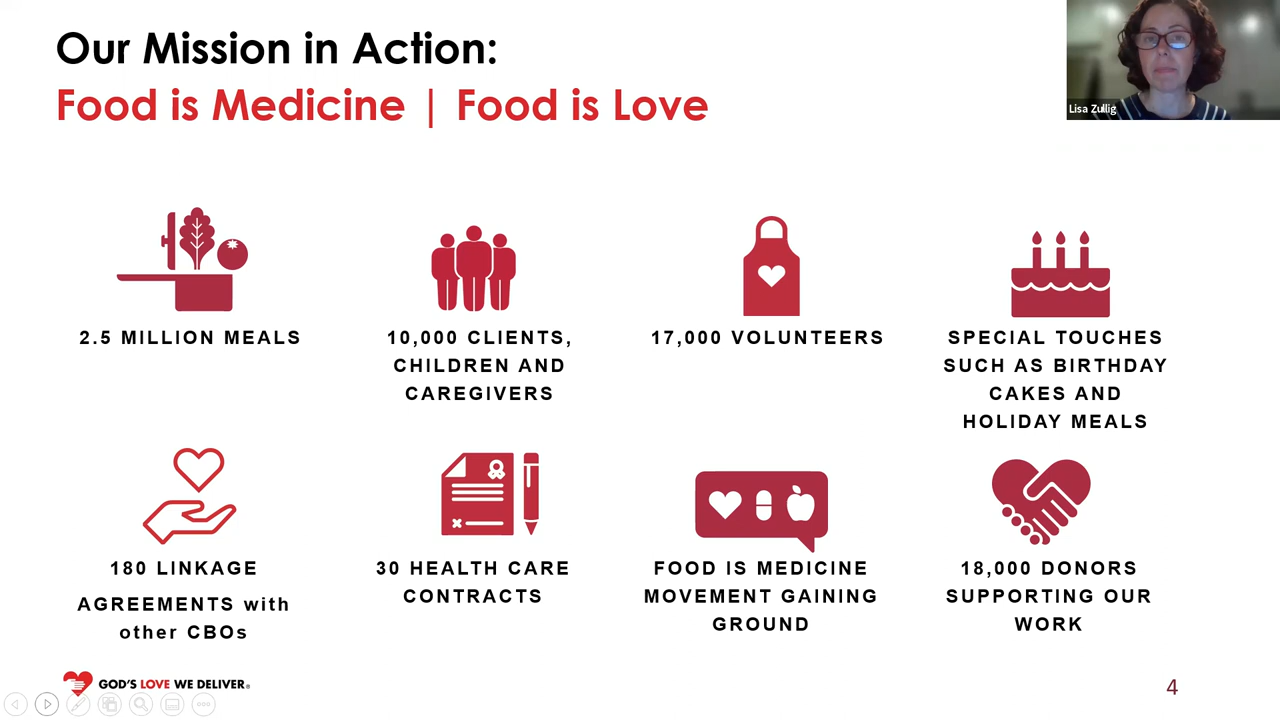 Our Mission in Action:
Food is Medicine | Food is Love
Lisa Zullig
2.5 MILLION MEALS
10,000 CLIENTS,
CHILDREN AND
CAREGIVERS
17,000 VOLUNTEERS
SPECIAL TOUCHES
SUCH AS BIRTHDAY
CAKES AND
HOLIDAY MEALS
180 LINKAGE
AGREEMENTS with
other CBOs
30 HEALTH CARE
CONTRACTS
FOOD IS MEDICINE
MOVEMENT GAINING
GROUND
18,000 DONORS
SUPPORTING OUR
WORK
GOD'S LOVE WE DELIVER®
4